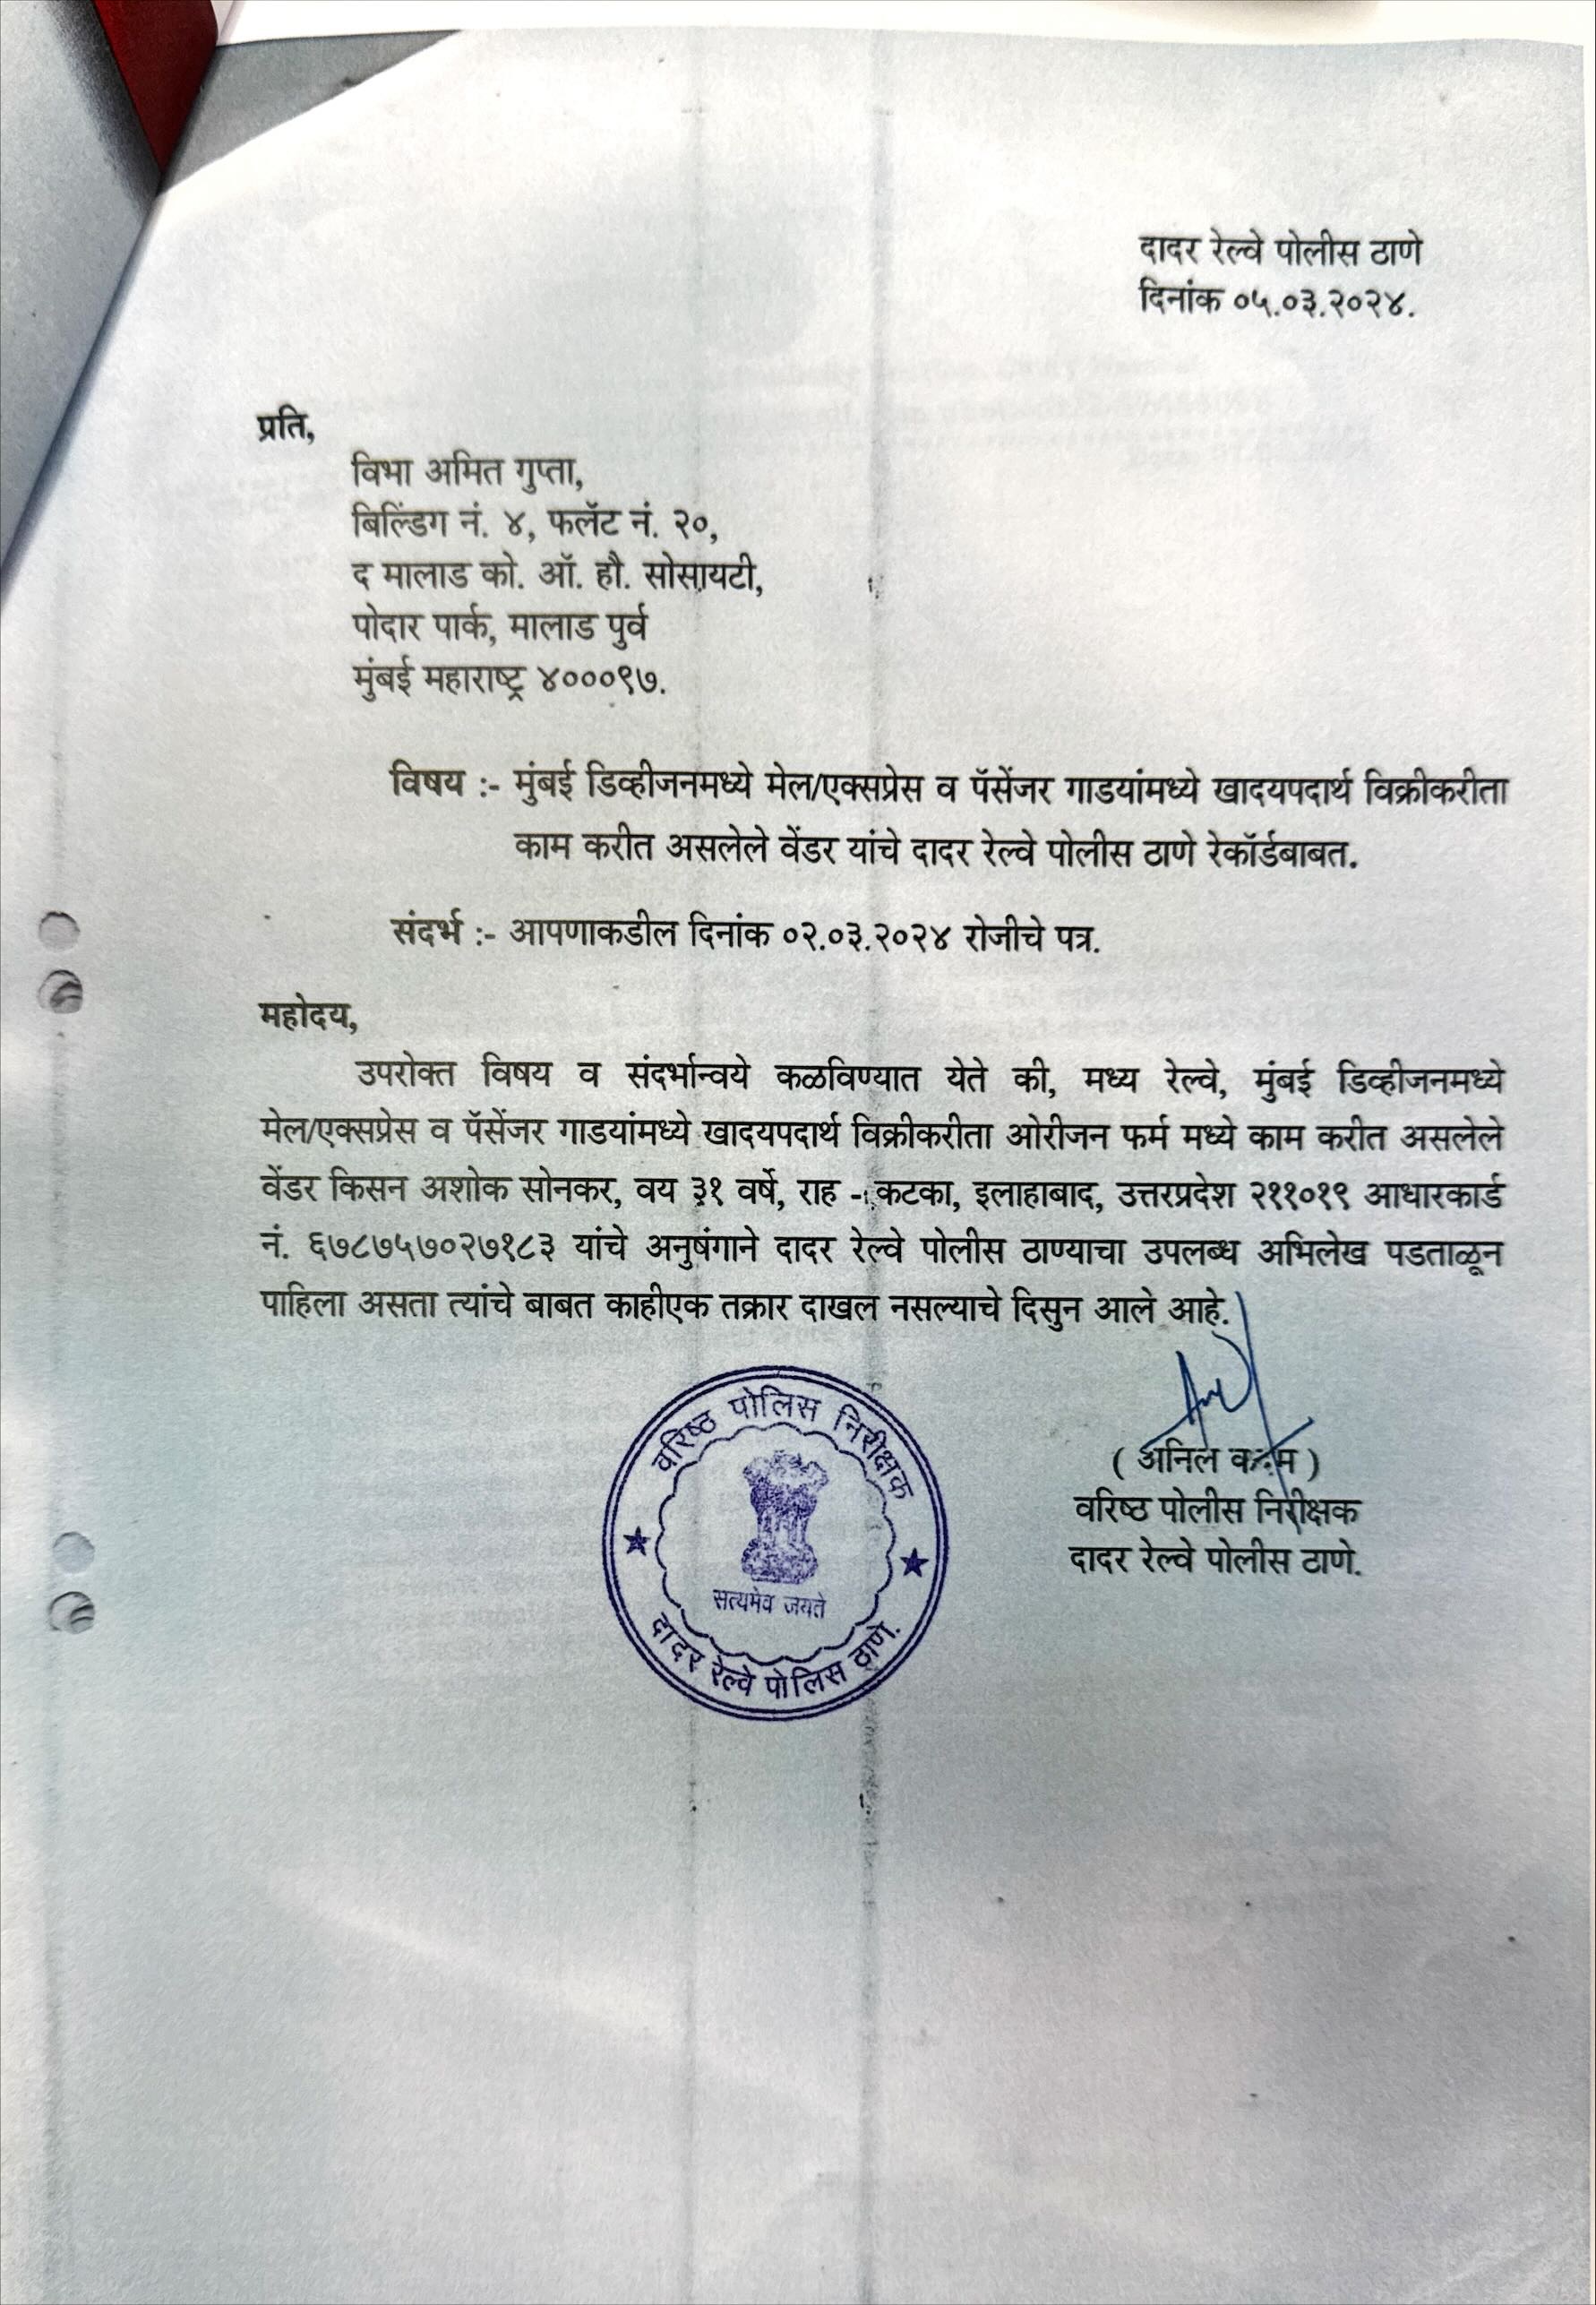 दादर रेल्वे पोलीस ठाणे
दिनांक ०५.०३.२०२४.
प्रति,
विभा अमित गुप्ता,
बिल्डिंग नं. ४, फलॅट नं. २०,
द मालाड को. ऑ. हौ. सोसायटी,
पोदार पार्क, मालाड पुर्व
मुंबई महाराष्ट्र ४०००९७.
विषय :- मुंबई डिव्हीजनमध्ये मेल/एक्सप्रेस व पॅसेंजर गाडयांमध्ये खादयपदार्थ विक्रीकरीता
काम करीत असलेले वेंडर यांचे दादर रेल्वे पोलीस ठाणे रेकॉर्डबाबत.
संदर्भ :- आपणाकडील दिनांक ०२.०३.२०२४ रोजीचे पत्र.
महोदय,
उपरोक्त विषय व संदर्भान्वये कळविण्यात येते की, मध्य रेल्वे, मुंबई डिव्हीजनमध्ये
मेल/एक्सप्रेस व पॅसेंजर गाडयांमध्ये खादयपदार्थ विक्रीकरीता ओरीजन फर्म मध्ये काम करीत असलेले
वेंडर किसन अशोक सोनकर, वय ३१ वर्षे, राह - कटका, इलाहाबाद, उत्तरप्रदेश २११०१९ आधारकार्ड
नं. ६७८७५७०२७१८३ यांचे अनुषंगाने दादर रेल्वे पोलीस ठाण्याचा उपलब्ध अभिलेख पडताळून
पाहिला असता त्यांचे बाबत काहीएक तक्रार दाखल नसल्याचे दिसुन आले आहे.
( अनिल )
वरिष्ठ पोलीस निरीक्षक
दादर रेल्वे पोलीस ठाणे.
वरिष्ठ पोलिस निरीक्षक
सत्यमेव जयते
दादर रेल्वे पोलिस ठाणे.